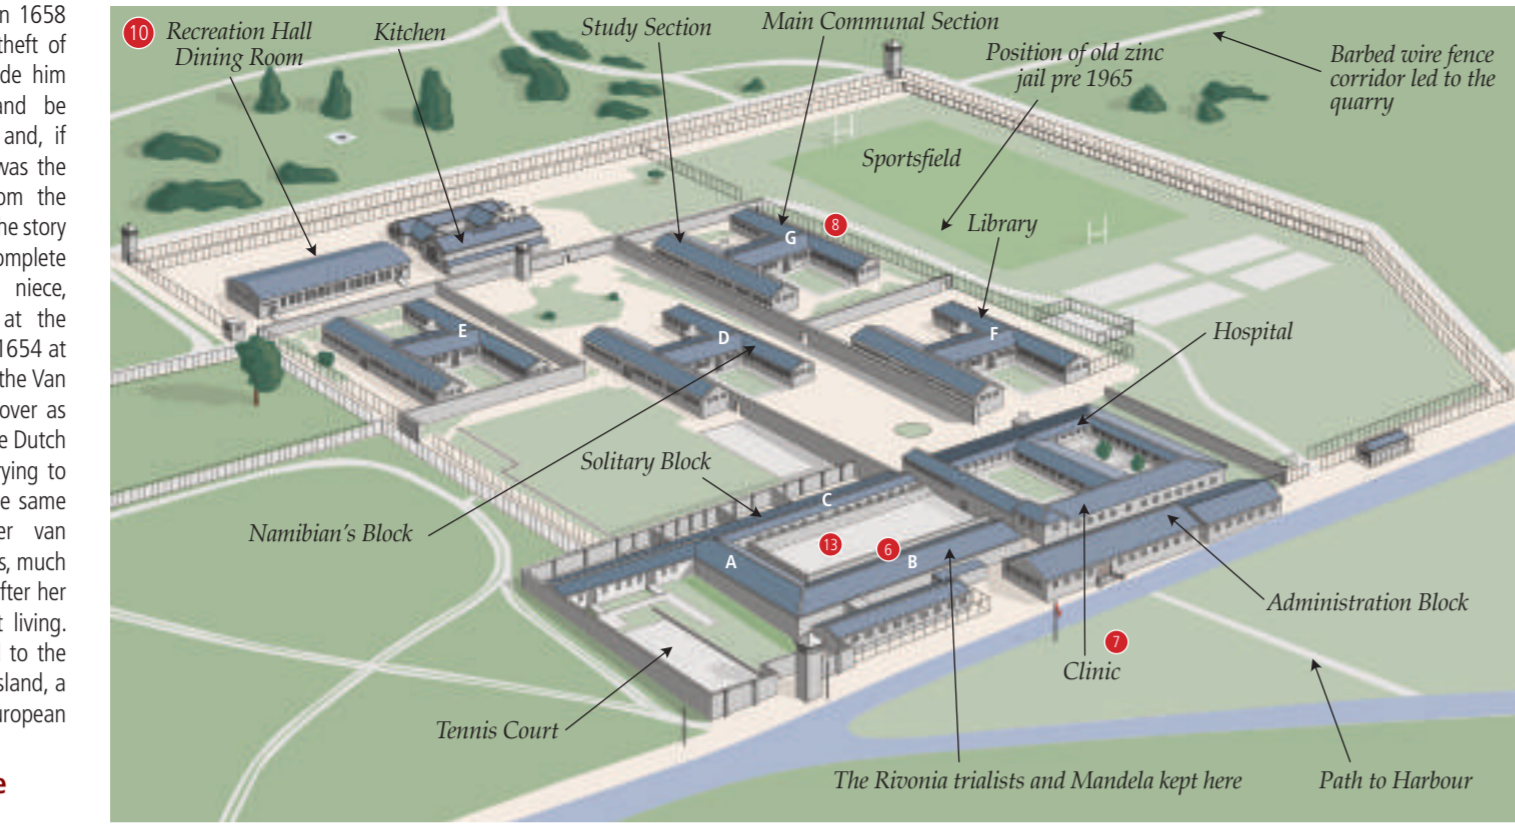 n 1658
theft of
de him
and be
and, if
was the
om the
he story
omplete
niece,
at the
1654 at
the Van
over as
e Dutch
rying to
e same
er van
s, much
fter her
t living.
l to the
sland, a
uropean
e
10
Recreation Hall
Dining Room
Kitchen
Study Section
Main Communal Section
Position of old zinc
jail pre 1965
Barbed wire fence
corridor led to the
quarry
Sportsfield
Library
8
G
E
D
F
Hospital
Solitary Block
Namibian's Block
C
13
6
A
B
Administration Block
7
Clinic
Tennis Court
The Rivonia trialists and Mandela kept here
Path to Harbour